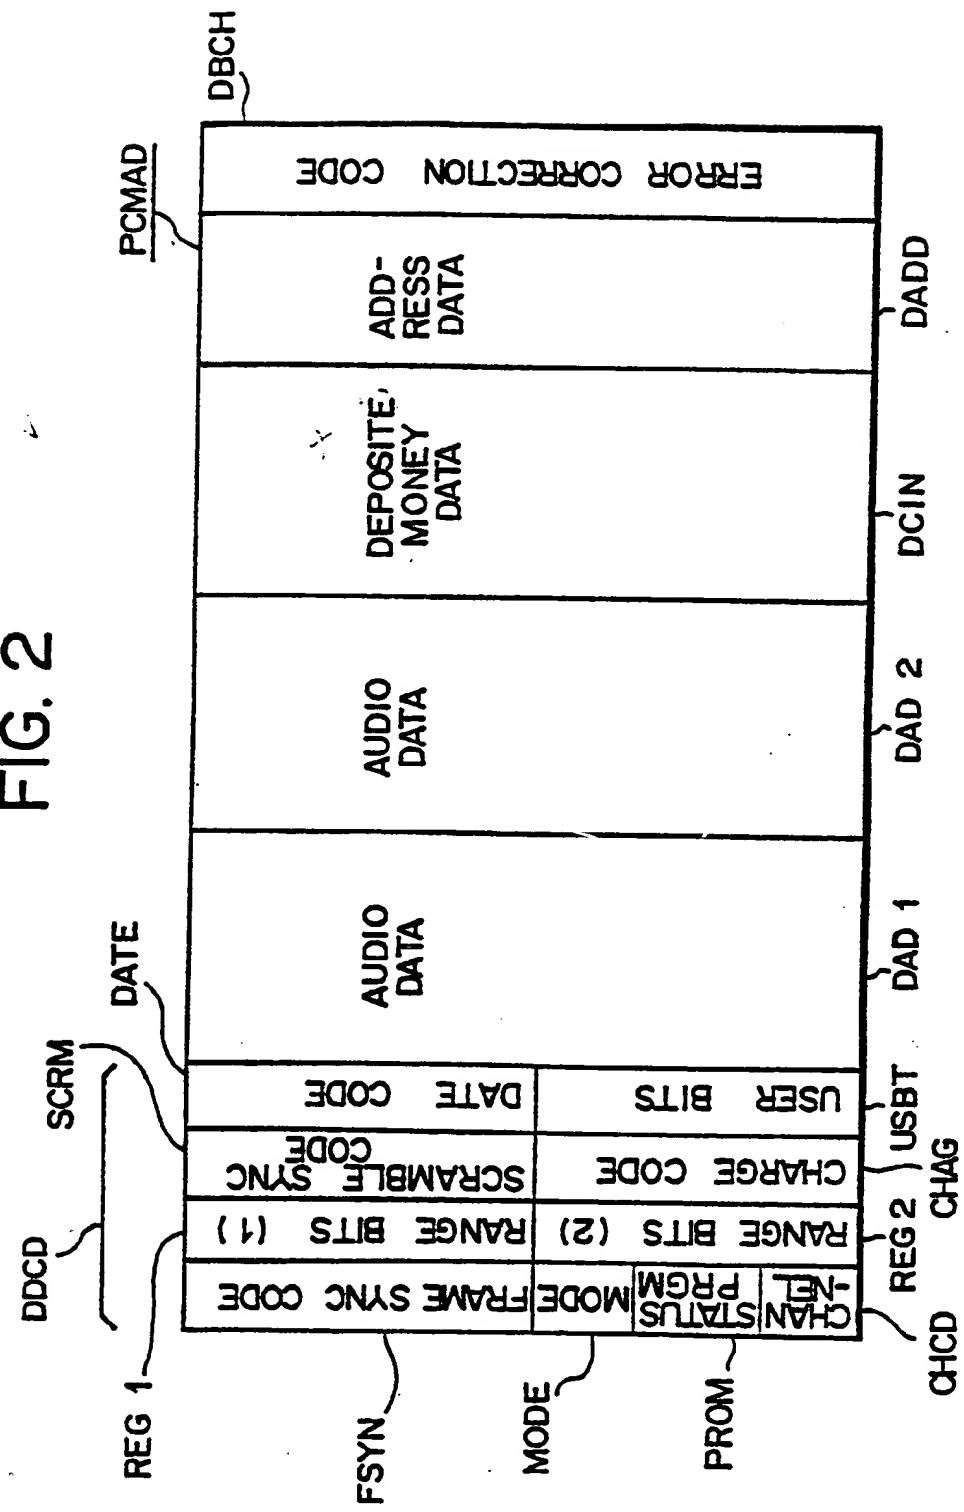 FIG. 2
DDCD
SCRM
DATE
REG 1
PCMAD
DBCH
FSYN
MODE
PROM
CHCD
REG 2
CHAG
USBT
DAD 1
DAD 2
DCIN
DADD
FRAME SYNC CODE
MODE
STATUS
PRGM
CHAN
-NEL
RANGE BITS (1)
RANGE BITS (2)
SCRAMBLE SYNC
CODE
CHARGE CODE
DATE CODE
USER BITS
AUDIO
DATA
AUDIO
DATA
DEPOSITE,
MONEY
DATA
ADD-
RESS
DATA
ERROR CORRECTION CODE